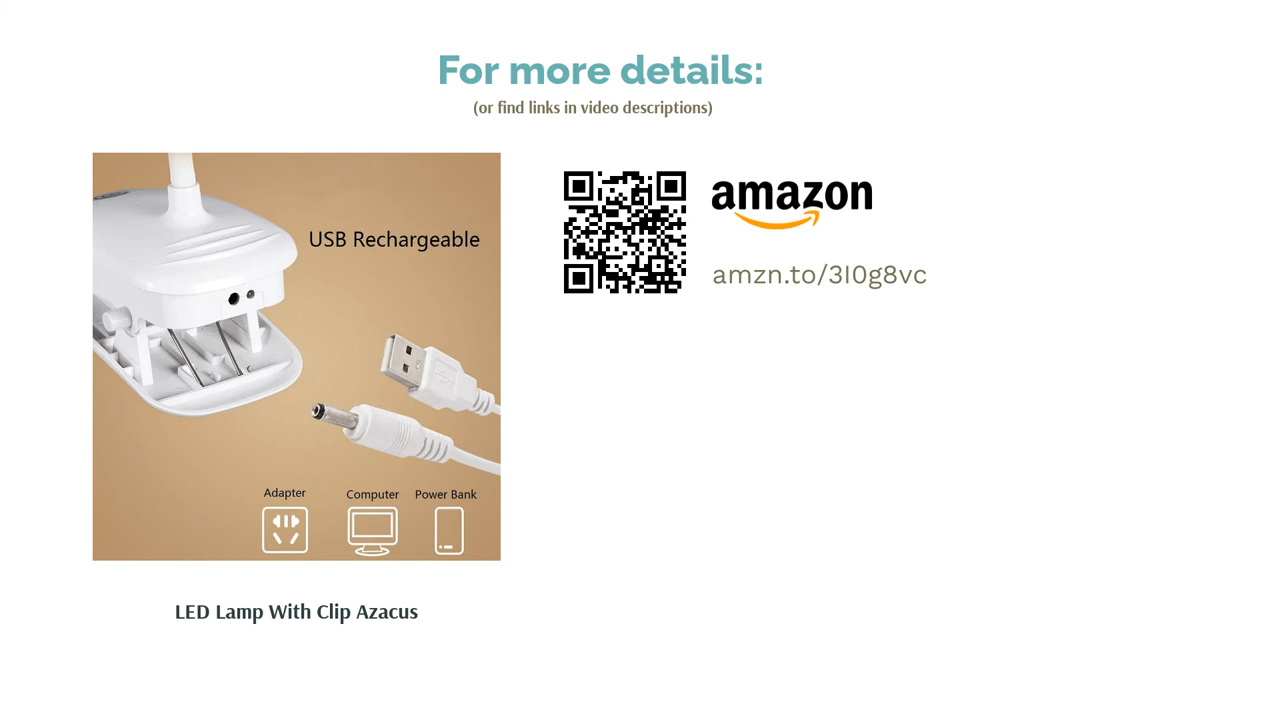 For more details:
(or find links in video descriptions)
USB Rechargeable
amazon
amzn.to/3I0g8vc
Adapter
Computer
Power Bank
LED Lamp With Clip Azacus